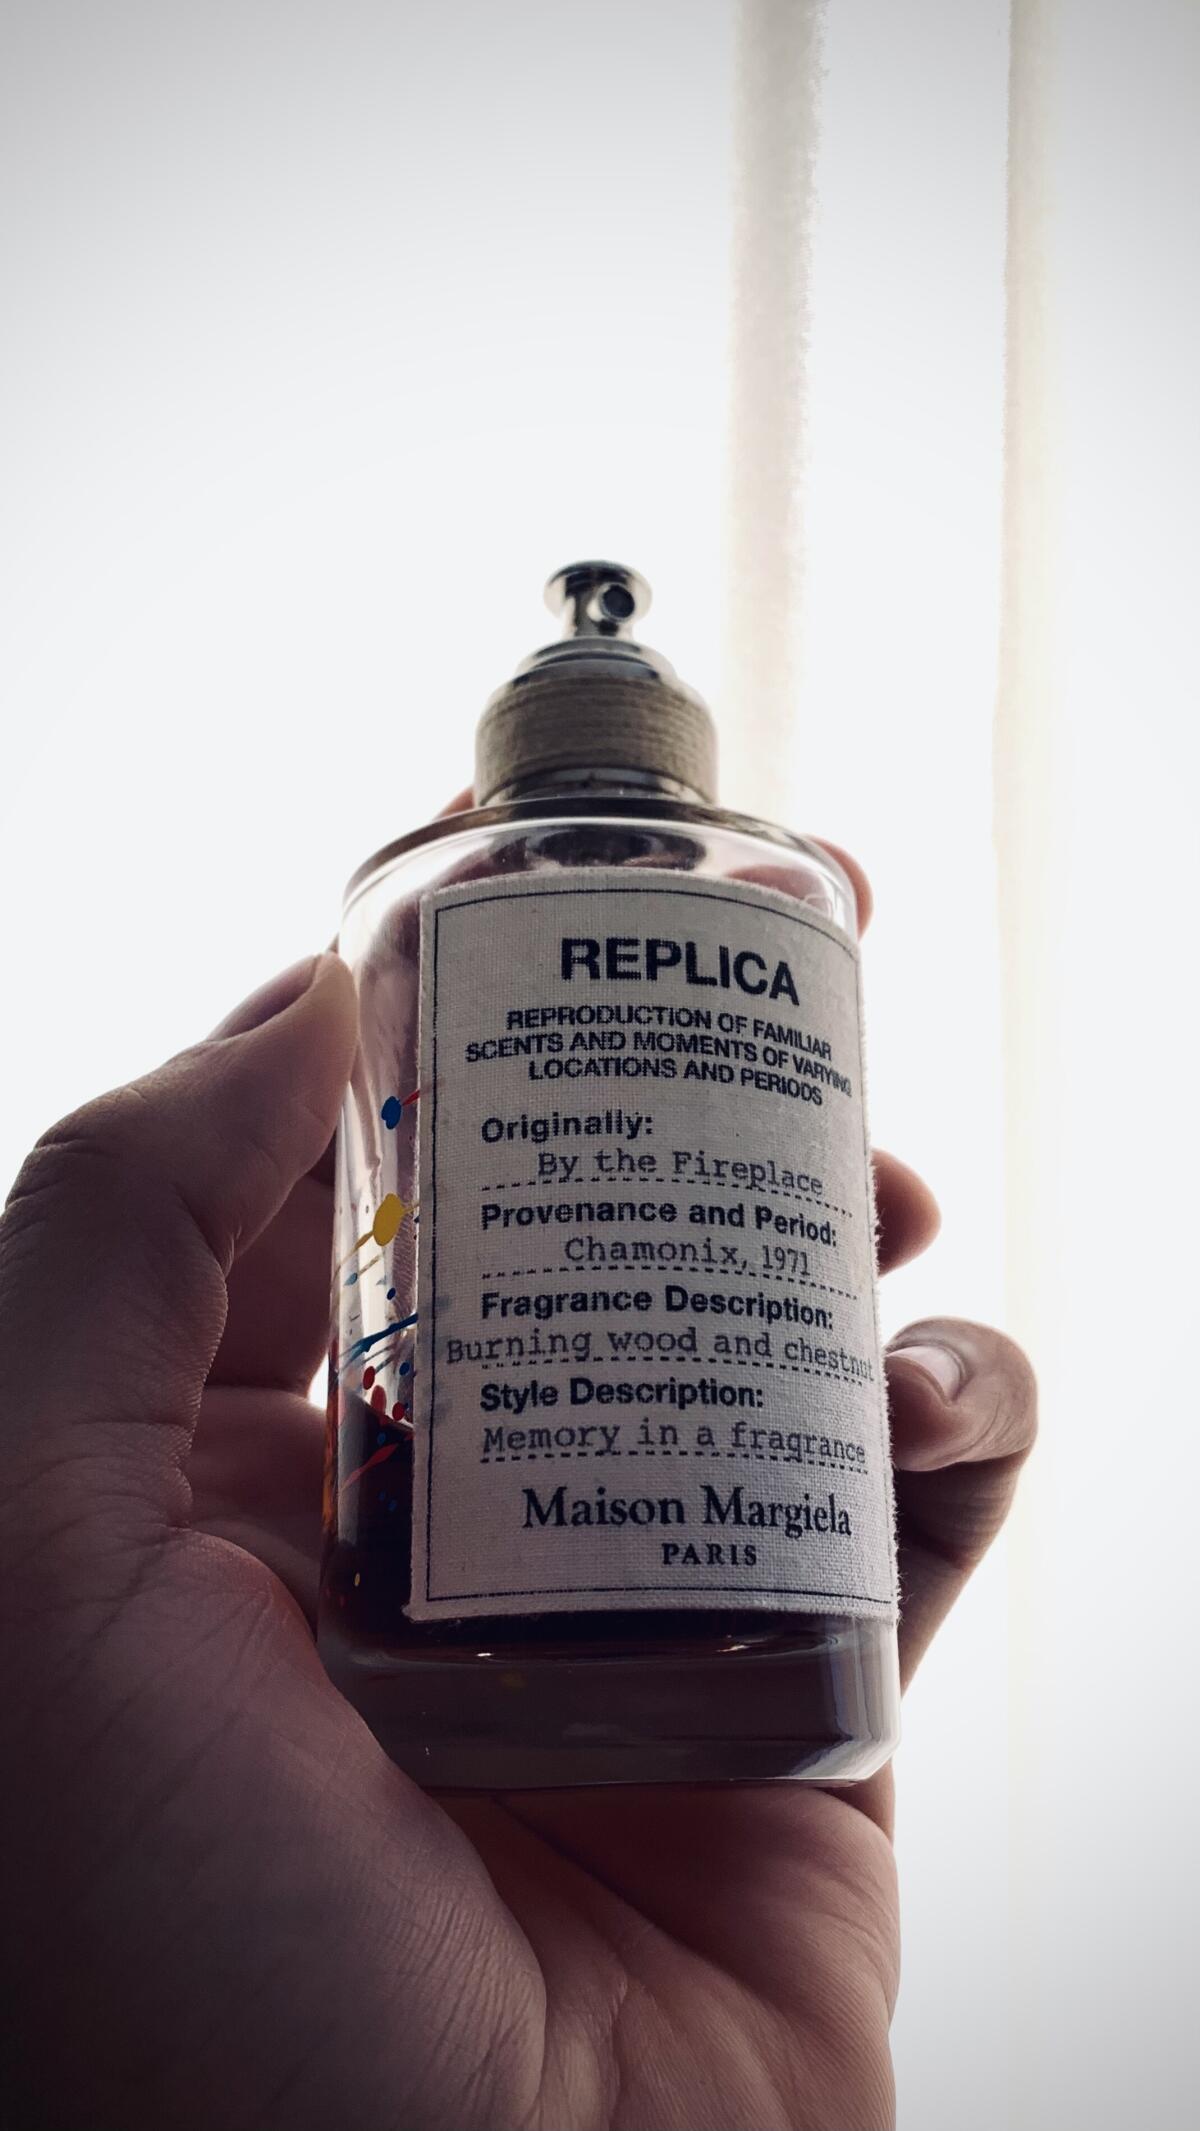 REPLICA
REPRODUCTION OF FAMILIAR
SCENTS AND MOMENTS OF VARYING
LOCATIONS AND PERIODS
Originally:
By the Fireplace
Provenance and Period:
Chamonix, 1971
Fragrance Description:
Burning wood and chestnut
Style Description:
Memory in a fragrance
Maison Margiela
PARIS